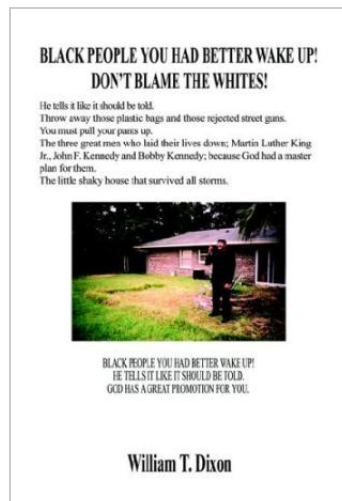 BLACK PEOPLE YOU HAD BETTER WAKE UP!
DON'T BLAME THE WHITES!
He tells it like it should be told.
Throw away those plastic bags and those rejected street guns.
You must pull your pants up.
The three great men who laid their lives down; Martin Luther King
Jr., John F. Kennedy and Bobby Kennedy; because God had a master
plan for them.
The little shaky house that survived all storms.
BLACK PEOPLE YOU HAD BETTER WAKE UP!
HE TELLS IT LIKE IT SHOULD BE TOLD.
GOD HAS A GREAT PROMOTION FOR YOU.
William T. Dixon